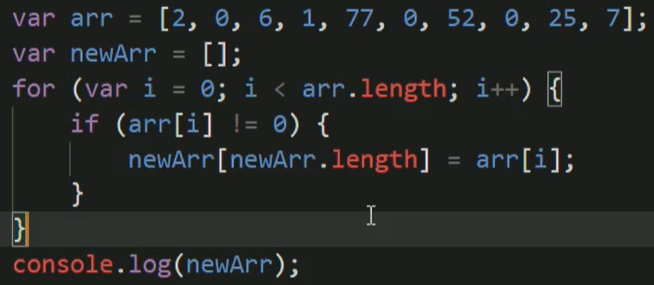 var arr = [2, 0, 6, 1, 77, 0, 52, 0, 25, 7];
var newArr = [];
for (var i = 0; i < arr.length; i++) {
    if (arr[i] != 0) {
        newArr[newArr.length] = arr[i];
    }
}
console.log(newArr);